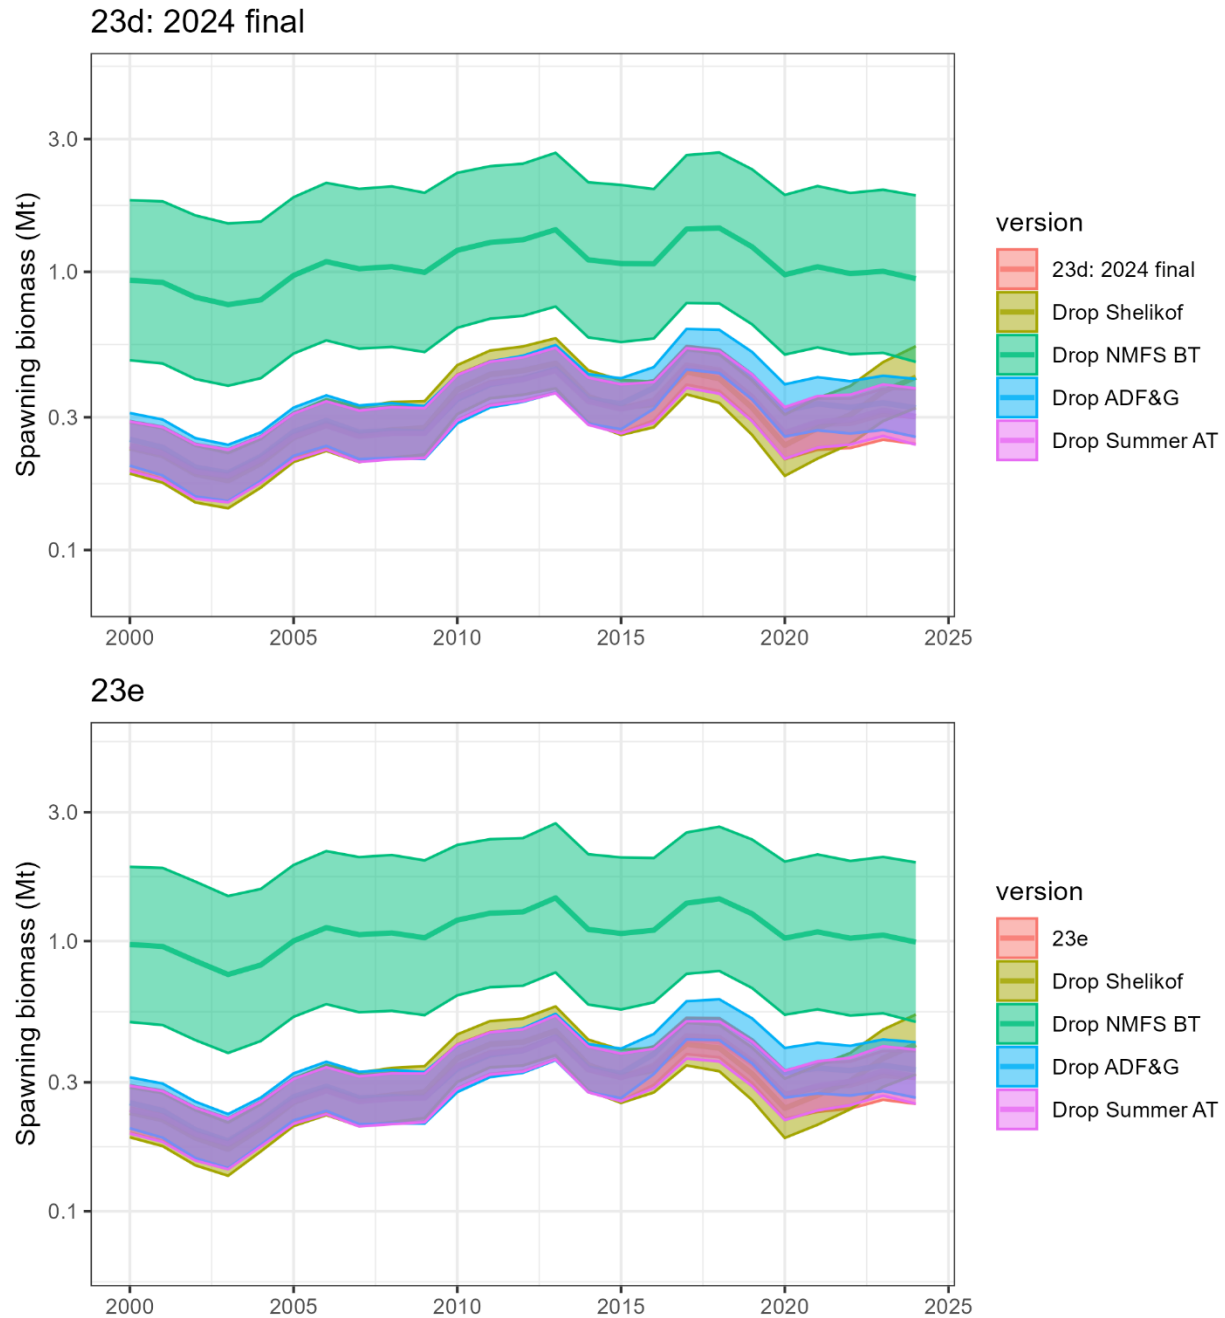 23d: 2024 final
Spawning biomass (Mt)
3.0
1.0
0.3
0.1
2000 2005 2010 2015 2020 2025
version
23d: 2024 final
Drop Shelikof
Drop NMFS BT
Drop ADF&G
Drop Summer AT
23e
Spawning biomass (Mt)
3.0
1.0
0.3
0.1
2000 2005 2010 2015 2020 2025
version
23e
Drop Shelikof
Drop NMFS BT
Drop ADF&G
Drop Summer AT